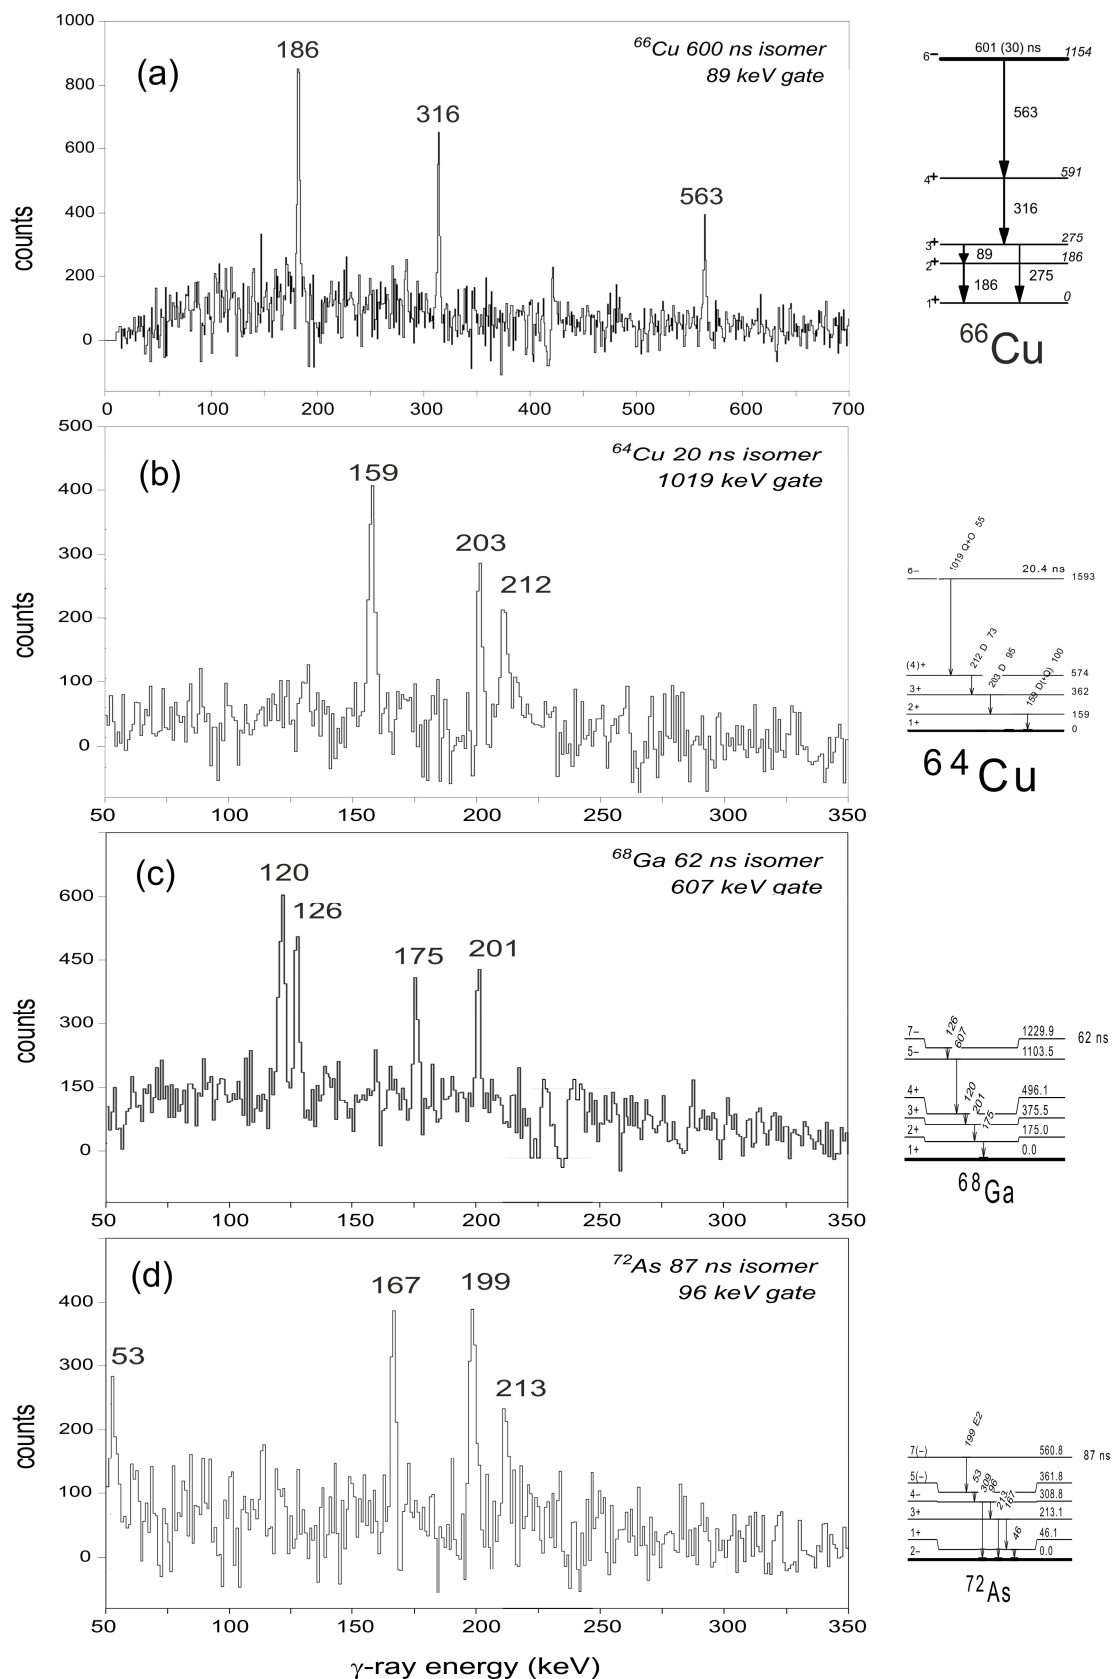 1000
800
600
400
200
0
counts
(a)
186
316
563
⁶⁶Cu 600 ns isomer
89 keV gate
0 100 200 300 400 500 600 700
6− 601 (30) ns 1154
563
4+ 591
316
3+ 275
89
2+ 186
186 275
1+ 0
⁶⁶Cu
500
400
300
200
100
0
counts
(b)
159
203
212
⁶⁴Cu 20 ns isomer
1019 keV gate
50 100 150 200 250 300 350
1019 Q+O 55
6− 20.4 ns 1593
212 D 73
203 D 95
159 D(+Q) 100
(4)+ 574
3+ 362
2+ 159
1+ 0
⁶⁴Cu
600
450
300
150
0
counts
(c)
120
126
175
201
⁶⁸Ga 62 ns isomer
607 keV gate
50 100 150 200 250 300 350
126
607
7− 1229.9 62 ns
5− 1103.5
120
201
175
4+ 496.1
3+ 375.5
2+ 175.0
1+ 0.0
⁶⁸Ga
400
300
200
100
0
counts
(d)
53
167
199
213
⁷²As 87 ns isomer
96 keV gate
50 100 150 200 250 300 350
γ-ray energy (keV)
199 E2
7(−) 560.8 87 ns
53
309
96
213
167
46
5(−) 361.8
4− 308.8
3+ 213.1
1+ 46.1
2− 0.0
⁷²As